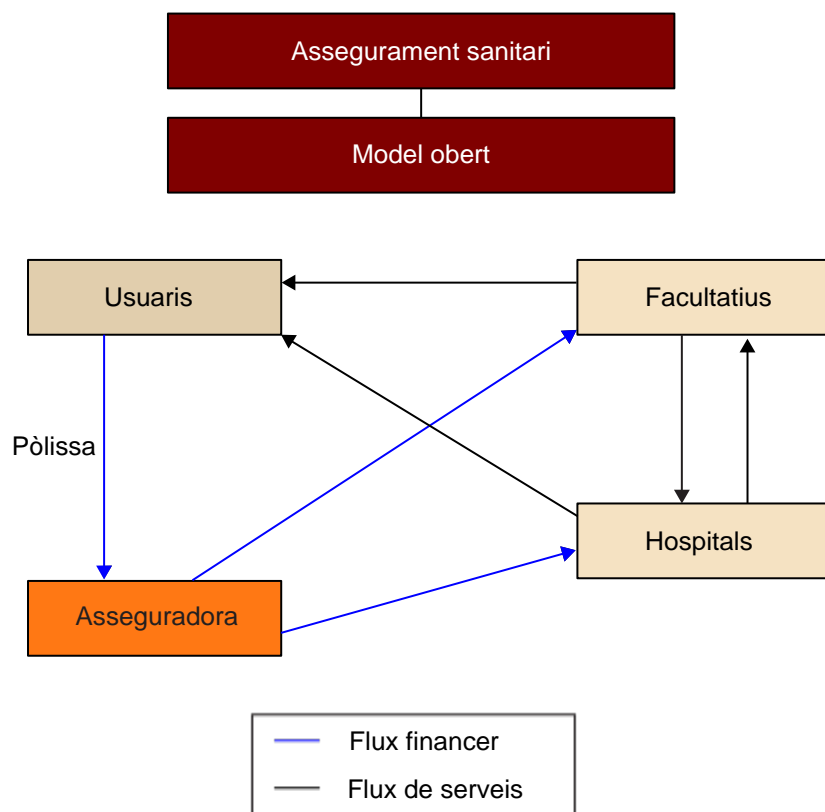 Assegurament sanitari
Model obert
Usuaris
Facultatius
Pòlissa
Hospitals
Asseguradora
Flux financer
Flux de serveis